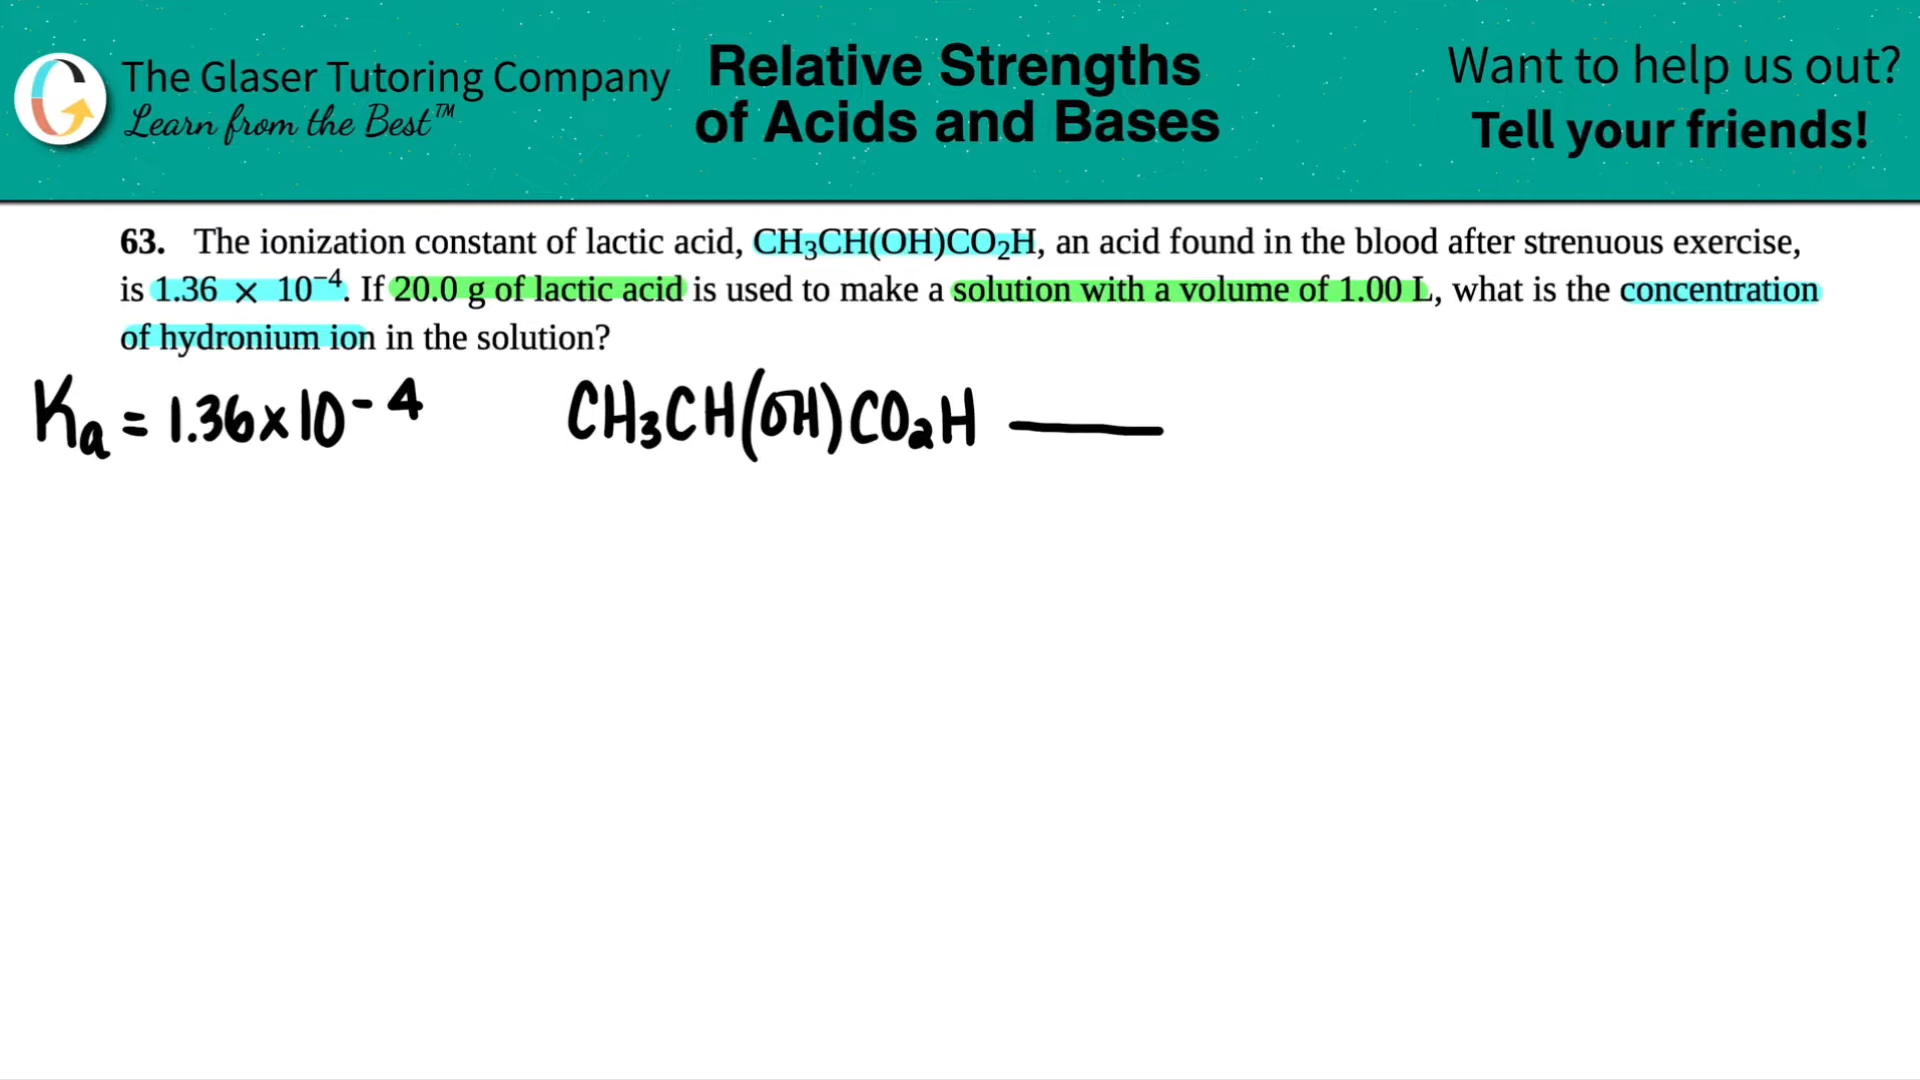 The Glaser Tutoring Company
Learn from the Best™
Relative Strengths
of Acids and Bases
Want to help us out?
Tell your friends!
63. The ionization constant of lactic acid, CH₃CH(OH)CO₂H, an acid found in the blood after strenuous exercise,
is 1.36 × 10⁻⁴. If 20.0 g of lactic acid is used to make a solution with a volume of 1.00 L, what is the concentration
of hydronium ion in the solution?
Kₐ = 1.36×10⁻⁴ CH₃CH(OH)CO₂H